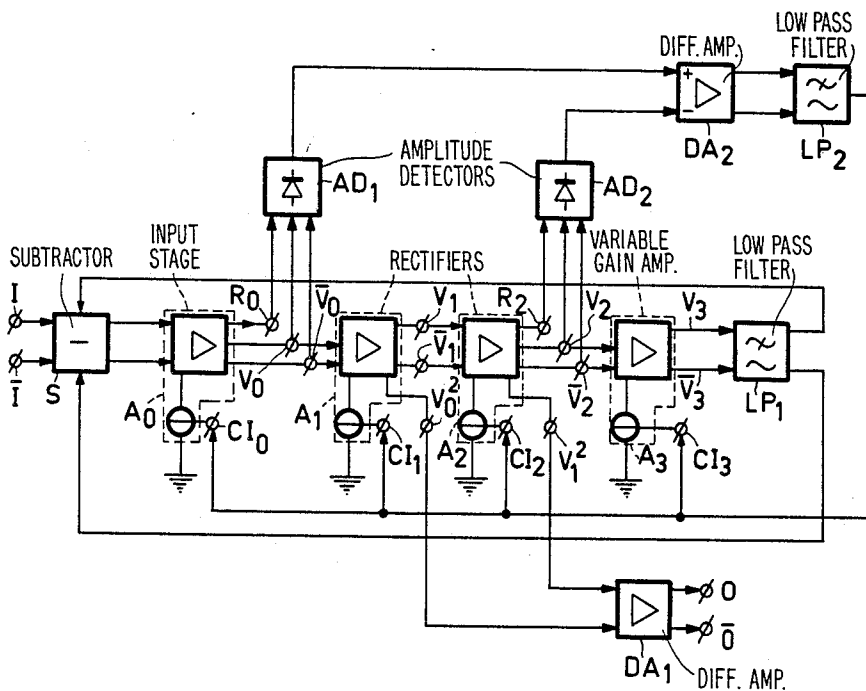 DIFF. AMP.
LOW PASS
FILTER
+
−
DA₂
LP₂
AMPLITUDE
DETECTORS
AD₁
AD₂
SUBTRACTOR
INPUT
STAGE
RECTIFIERS
VARIABLE
GAIN AMP.
LOW PASS
FILTER
I
Ī
−
S
R₀
V₀
V̄₀
V₁
V̄₁
R₂
V₂
V̄₂
V₃
V̄₃
LP₁
A₀
CI₀
A₁
CI₁
V₀²
A₂
CI₂
V₁²
A₃
CI₃
O
Ō
DA₁
DIFF. AMP.